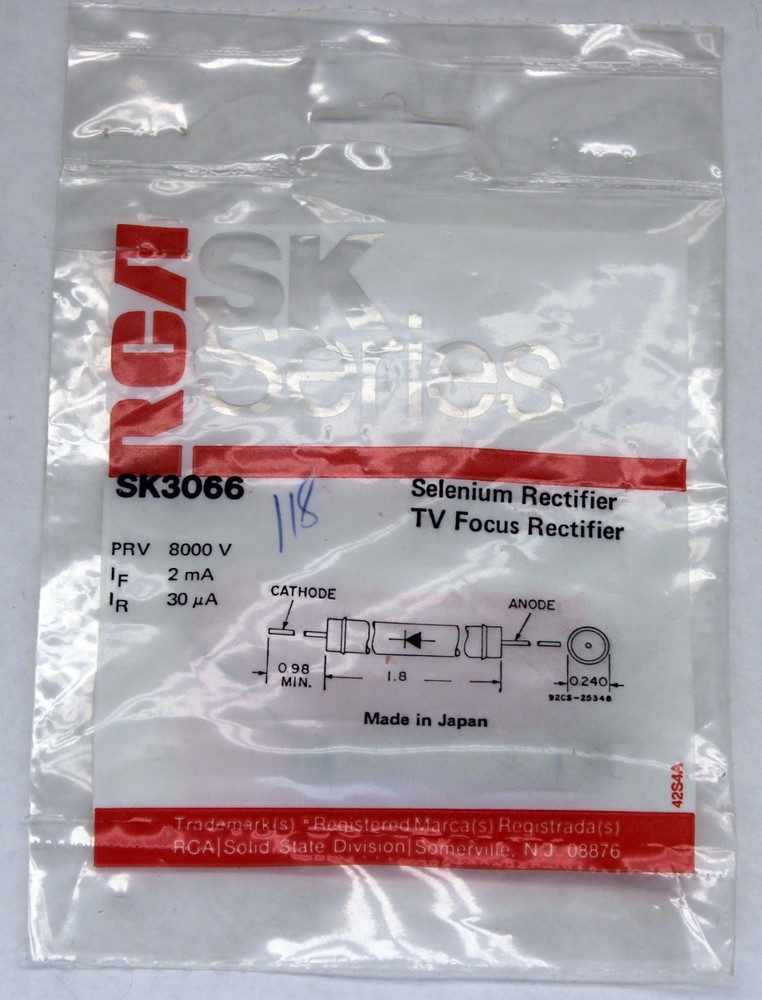 RCA
SK
Series
SK3066
118
Selenium Rectifier
TV Focus Rectifier
PRV 8000 V
IF 2 mA
IR 30 µA
CATHODE
ANODE
0.98
MIN.
1.8
0.240
92CS-25348
Made in Japan
42S4A
Trademark(s) ® Registered Marca(s) Registrada(s)
RCA|Solid State Division|Somerville, N.J. 08876